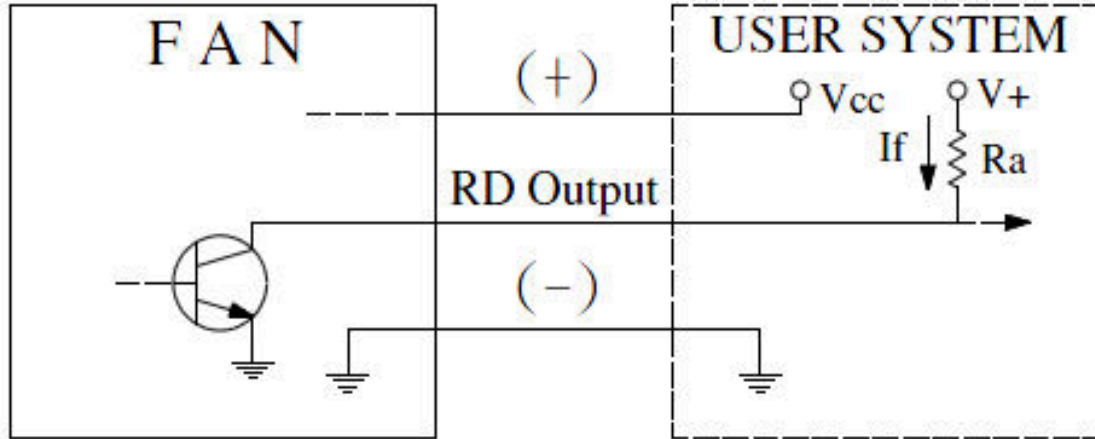 F A N
USER SYSTEM
(+)
Vcc
V+
If
Ra
RD Output
(−)